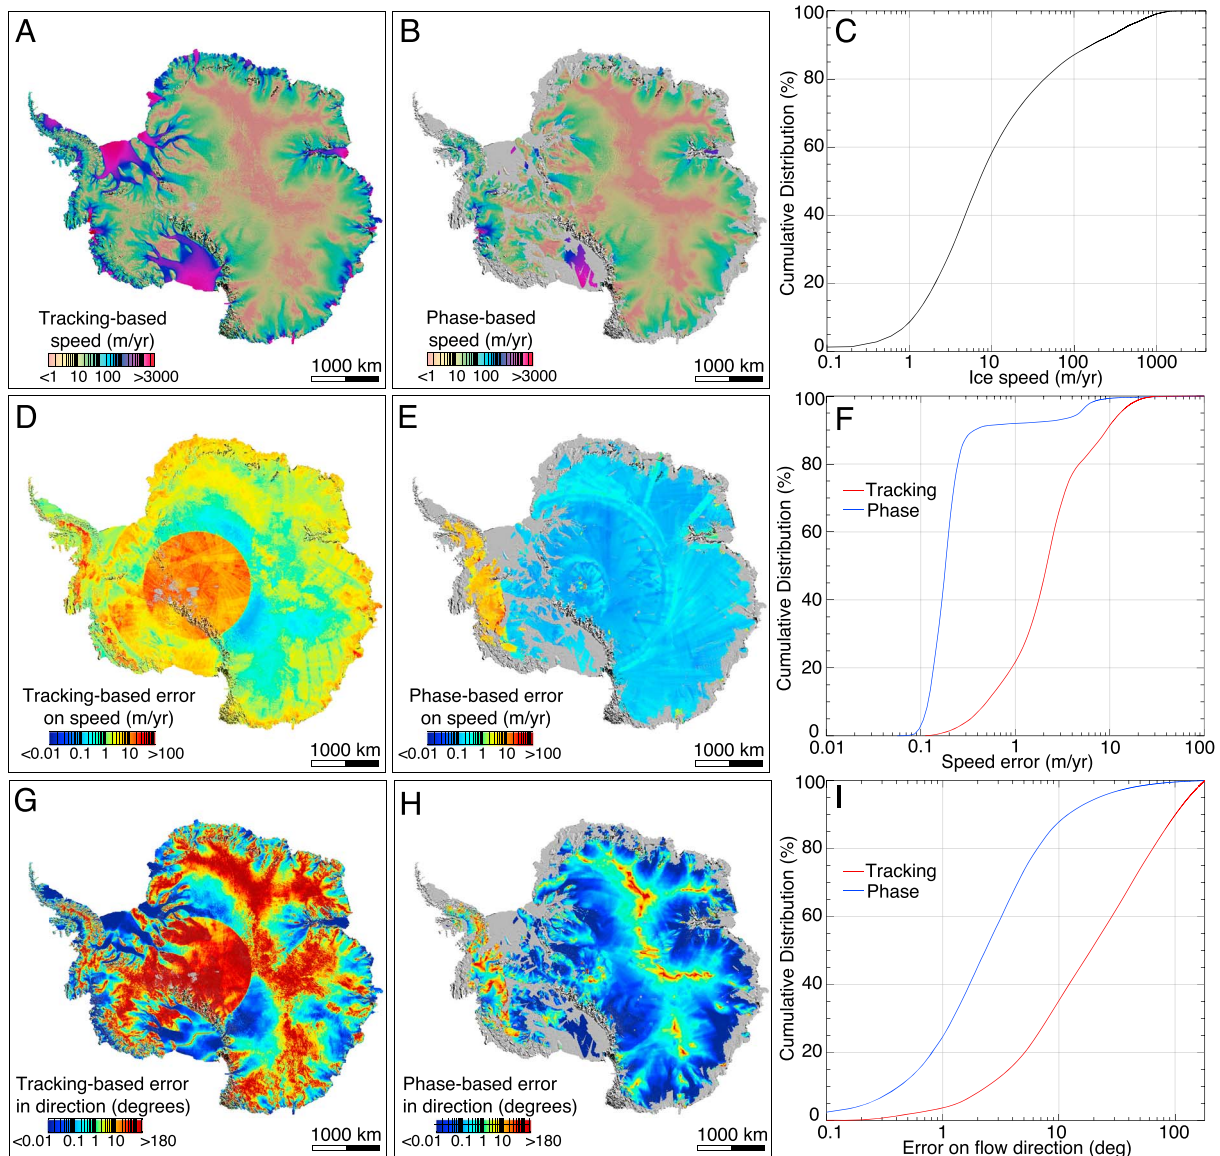 A
Tracking-based
speed (m/yr)
<1 10 100 >3000
1000 km
B
Phase-based
speed (m/yr)
<1 10 100 >3000
1000 km
C
Cumulative Distribution (%)
100
80
60
40
20
0
0.1 1 10 100 1000
Ice speed (m/yr)
D
Tracking-based error
on speed (m/yr)
<0.01 0.1 1 10 >100
1000 km
E
Phase-based error
on speed (m/yr)
<0.01 0.1 1 10 >100
1000 km
F
Cumulative Distribution (%)
100
80
60
40
20
0
Tracking
Phase
0.01 0.1 1 10 100
Speed error (m/yr)
G
Tracking-based error
in direction (degrees)
<0.01 0.1 1 10 >180
1000 km
H
Phase-based error
in direction (degrees)
<0.01 0.1 1 10 >180
1000 km
I
Cumulative Distribution (%)
100
80
60
40
20
0
Tracking
Phase
0.1 1 10 100
Error on flow direction (deg)